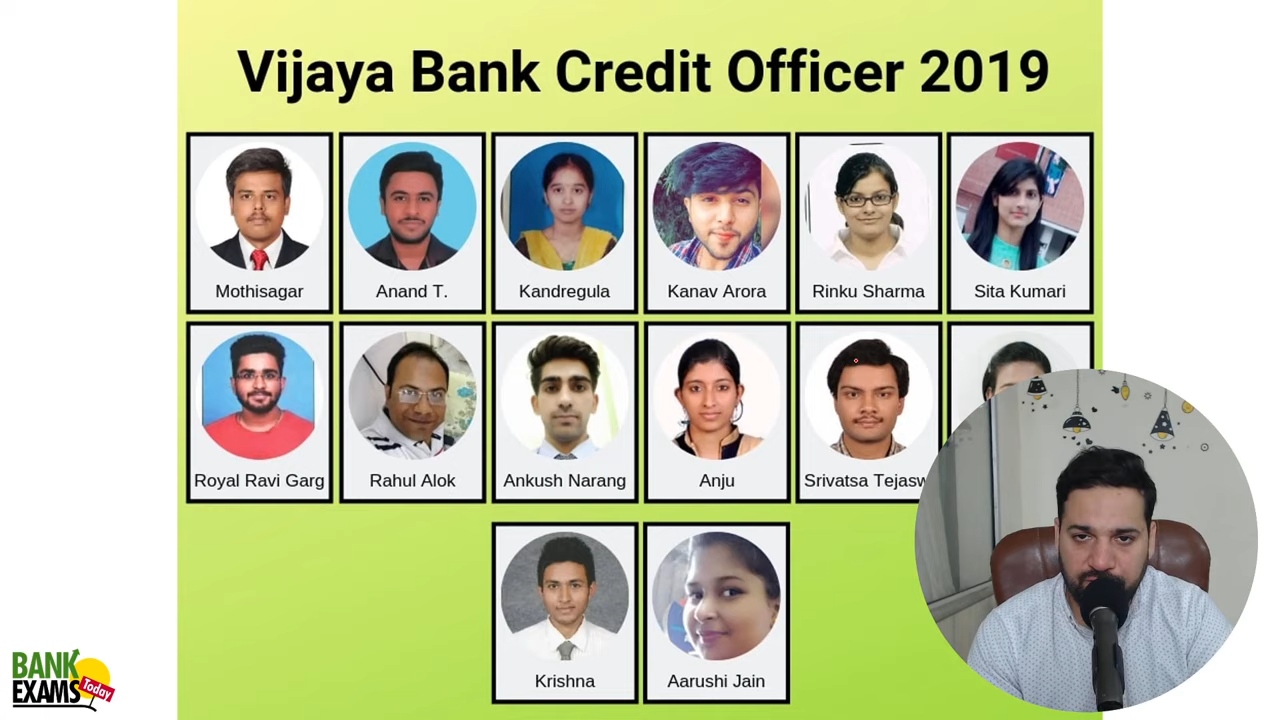 Vijaya Bank Credit Officer 2019
Mothisagar
Anand T.
Kandregula
Kanav Arora
Rinku Sharma
Sita Kumari
Royal Ravi Garg
Rahul Alok
Ankush Narang
Anju
Srivatsa
Krishna
Aarushi Jain
BANK
EXAMS
Today